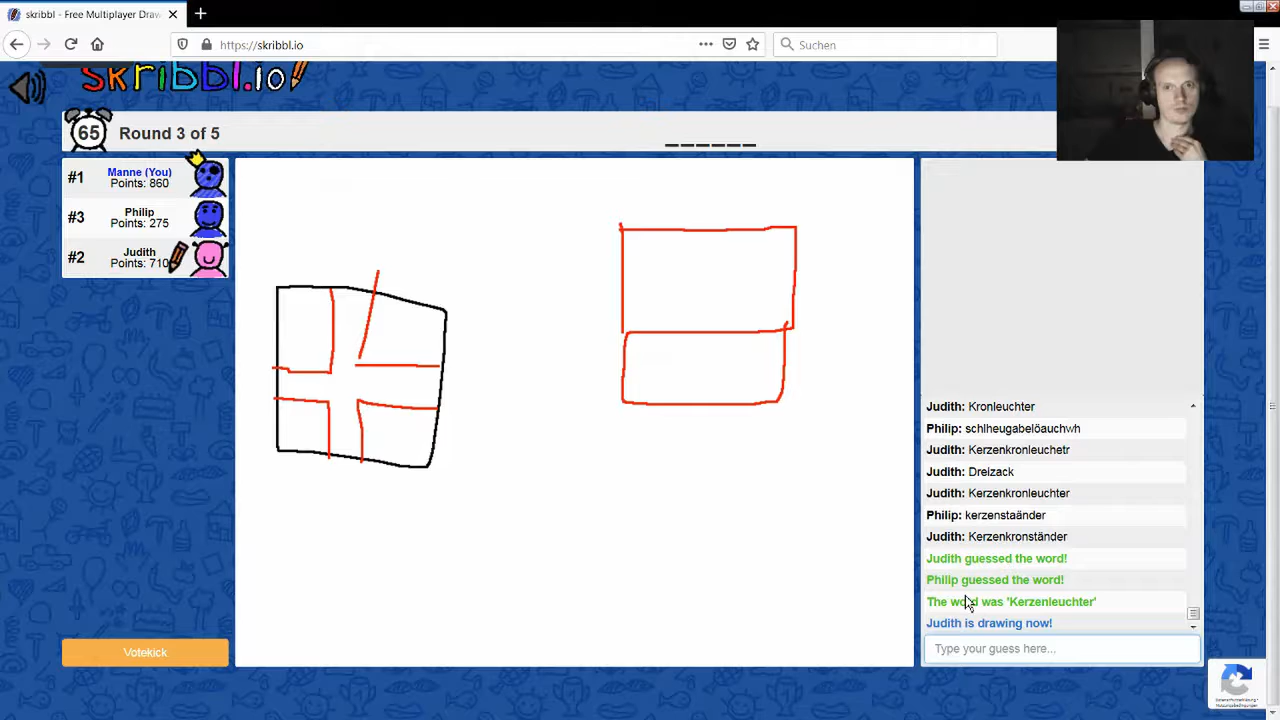 skribbl - Free Multiplayer Draw
https://skribbl.io
Suchen
skribbl.io
65
Round 3 of 5
______
#1
Manne (You)
Points: 860
#3
Philip
Points: 275
#2
Judith
Points: 710
Judith: Kronleuchter
Philip: schlheugabelöauchwh
Judith: Kerzenkronleuchetr
Judith: Dreizack
Judith: Kerzenkronleuchter
Philip: kerzenstaänder
Judith: Kerzenkronständer
Judith guessed the word!
Philip guessed the word!
The word was 'Kerzenleuchter'
Judith is drawing now!
Type your guess here...
Votekick